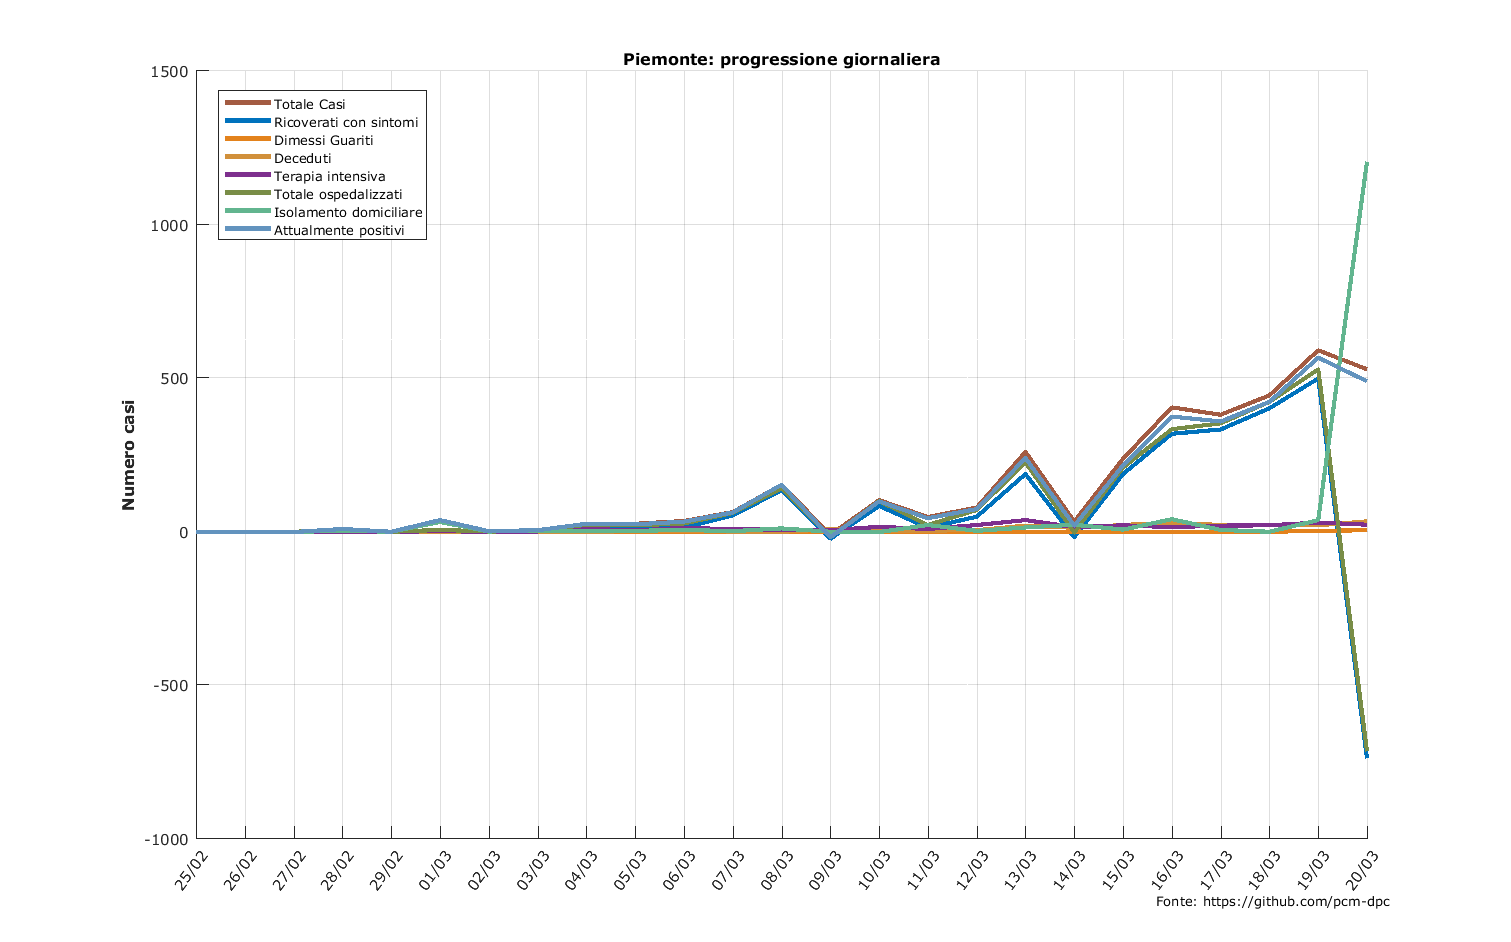 Piemonte: progressione giornaliera
1500
1000
500
0
-500
-1000
Numero casi
Totale Casi
Ricoverati con sintomi
Dimessi Guariti
Deceduti
Terapia intensiva
Totale ospedalizzati
Isolamento domiciliare
Attualmente positivi
25/02
26/02
27/02
28/02
29/02
01/03
02/03
03/03
04/03
05/03
06/03
07/03
08/03
09/03
10/03
11/03
12/03
13/03
14/03
15/03
16/03
17/03
18/03
19/03
20/03
Fonte: https://github.com/pcm-dpc